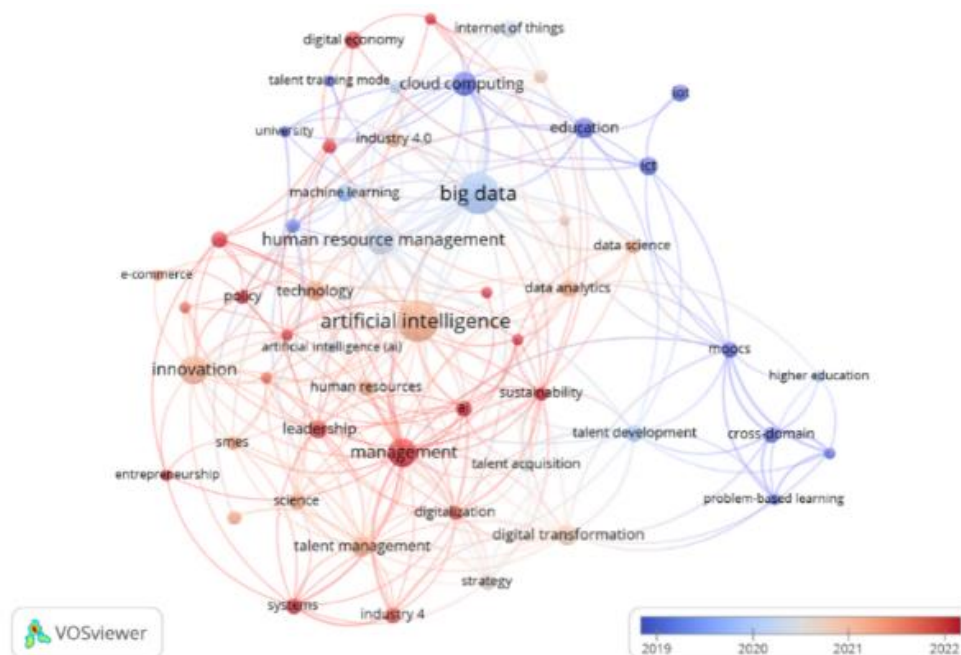 internet of things
digital economy
talent training mode
cloud computing
iot
university
industry 4.0
education
ict
machine learning
big data
human resource management
data science
e-commerce
policy
technology
data analytics
artificial intelligence
artificial intelligence (ai)
moocs
innovation
human resources
sustainability
higher education
ai
leadership
talent development
cross-domain
smes
management
talent acquisition
entrepreneurship
problem-based learning
science
digitalization
talent management
digital transformation
strategy
systems
industry 4
VOSviewer
2019 2020 2021 2022